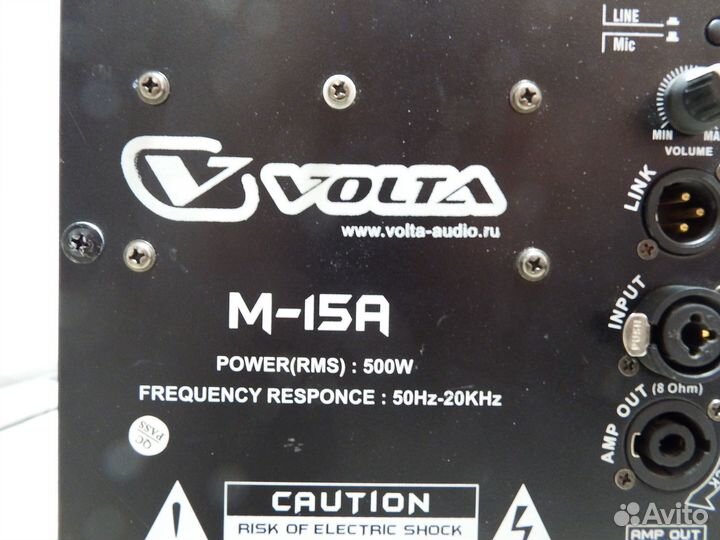 LINE
Mic
MIN
VOLUME
V VOLTA
www.volta-audio.ru
LINK
M-15A
INPUT
PUSH
POWER(RMS) : 500W
FREQUENCY RESPONCE : 50Hz-20KHz
AMP OUT (8 Ohm)
QC
PASS
CAUTION
RISK OF ELECTRIC SHOCK
AMP OUT
Avito